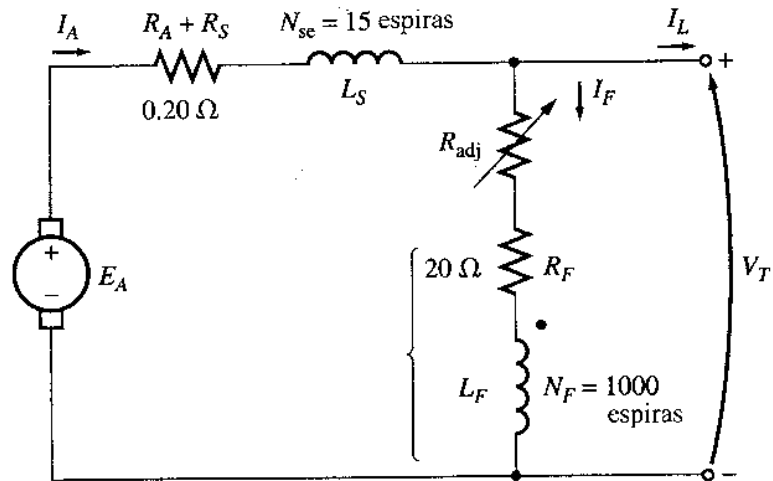 I_A
R_A + R_S
0.20 Ω
N_se = 15 espiras
L_S
I_L
+
I_F
R_adj
+
−
E_A
20 Ω
R_F
V_T
L_F
N_F = 1000
espiras
−